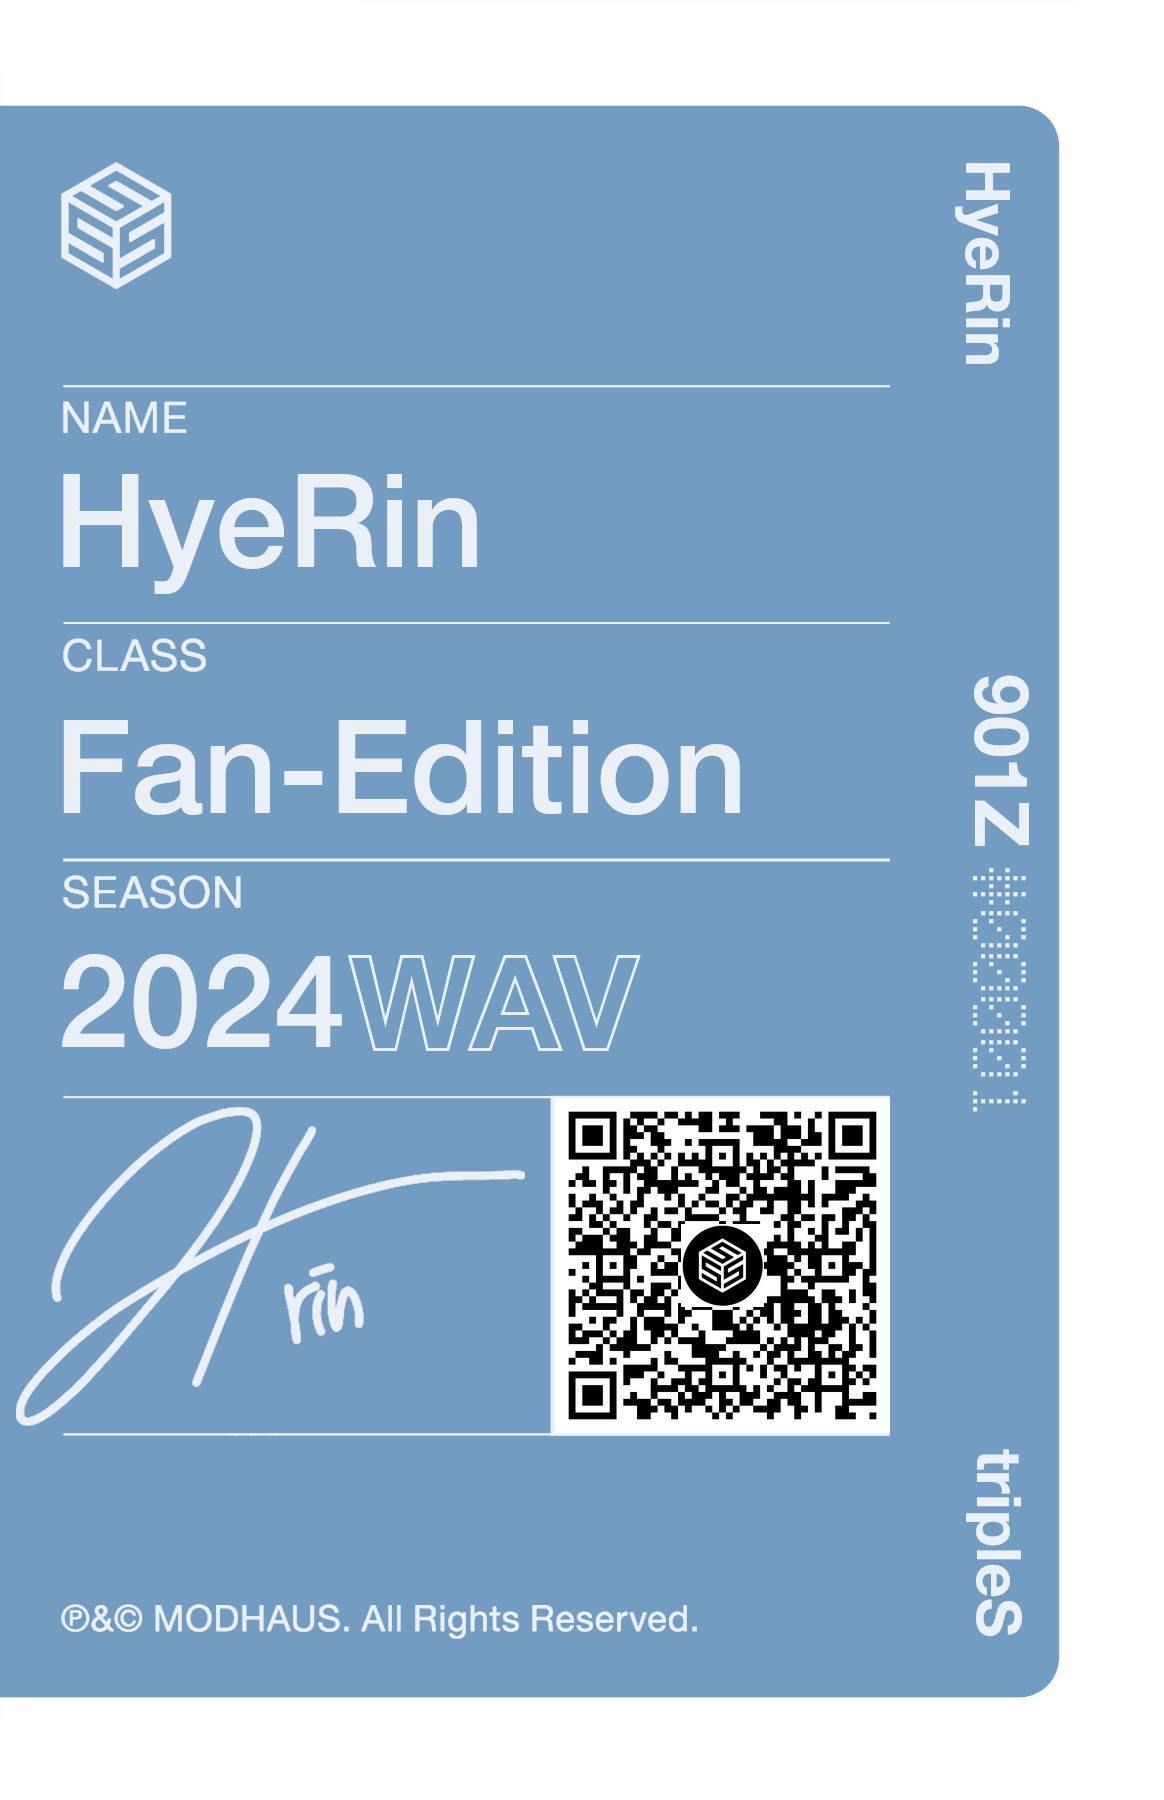 NAME
HyeRin
CLASS
Fan-Edition
SEASON
2024WAV
rin
℗&© MODHAUS. All Rights Reserved.
HyeRin
901Z #00001
tripleS